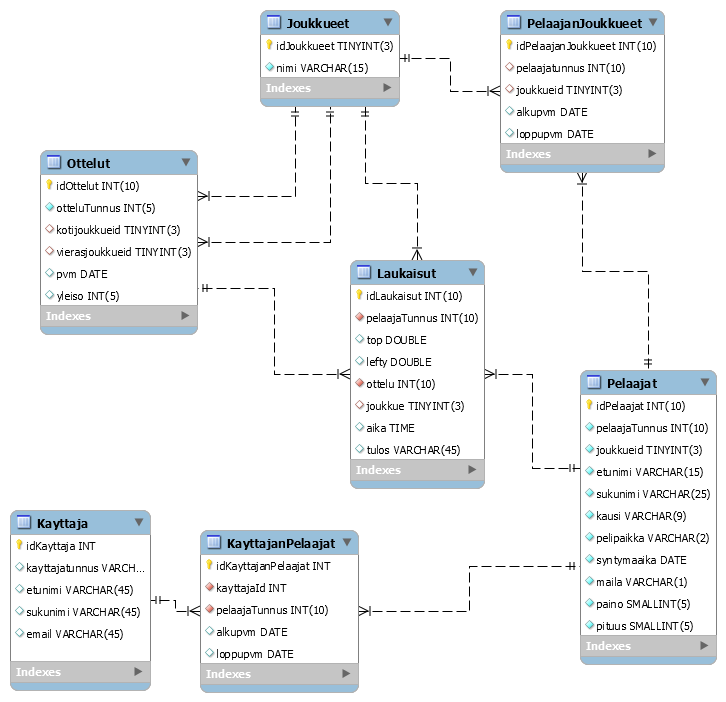 Joukkueet
idJoukkueet TINYINT(3)
nimi VARCHAR(15)
Indexes
PelaajanJoukkueet
idPelaajanJoukkueet INT(10)
pelaajatunnus INT(10)
joukkueid TINYINT(3)
alkupvm DATE
loppupvm DATE
Indexes
Ottelut
idOttelut INT(10)
otteluTunnus INT(5)
kotijoukkueid TINYINT(3)
vierasjoukkueid TINYINT(3)
pvm DATE
yleiso INT(5)
Indexes
Laukaisut
idLaukaisut INT(10)
pelaajaTunnus INT(10)
top DOUBLE
lefty DOUBLE
ottelu INT(10)
joukkue TINYINT(3)
aika TIME
tulos VARCHAR(45)
Indexes
Pelaajat
idPelaajat INT(10)
pelaajaTunnus INT(10)
joukkueid TINYINT(3)
etunimi VARCHAR(15)
sukunimi VARCHAR(25)
kausi VARCHAR(9)
pelipaikka VARCHAR(2)
syntymaaika DATE
maila VARCHAR(1)
paino SMALLINT(5)
pituus SMALLINT(5)
Indexes
Kayttaja
idKayttaja INT
kayttajatunnus VARCH...
etunimi VARCHAR(45)
sukunimi VARCHAR(45)
email VARCHAR(45)
Indexes
KayttajanPelaajat
idKayttajanPelaajat INT
kayttajaId INT
pelaajaTunnus INT(10)
alkupvm DATE
loppupvm DATE
Indexes